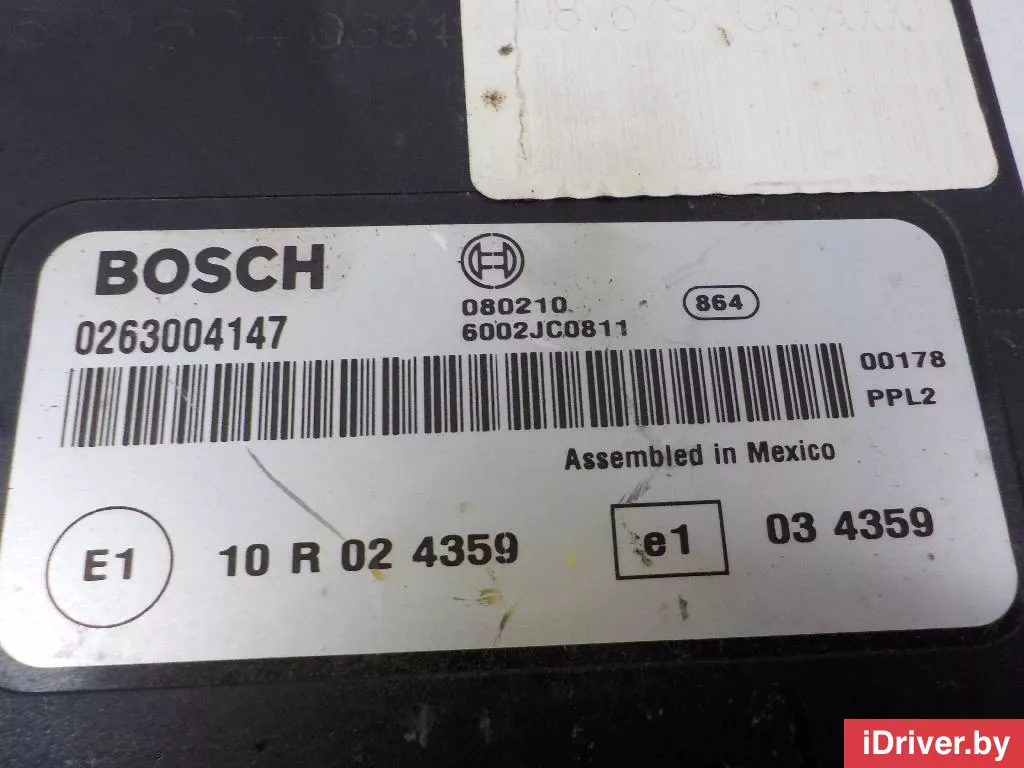 BOSCH
080210
864
0263004147
6002JC0811
00178
PPL2
Assembled in Mexico
E1
10 R 02 4359
e1
03 4359
iDriver.by